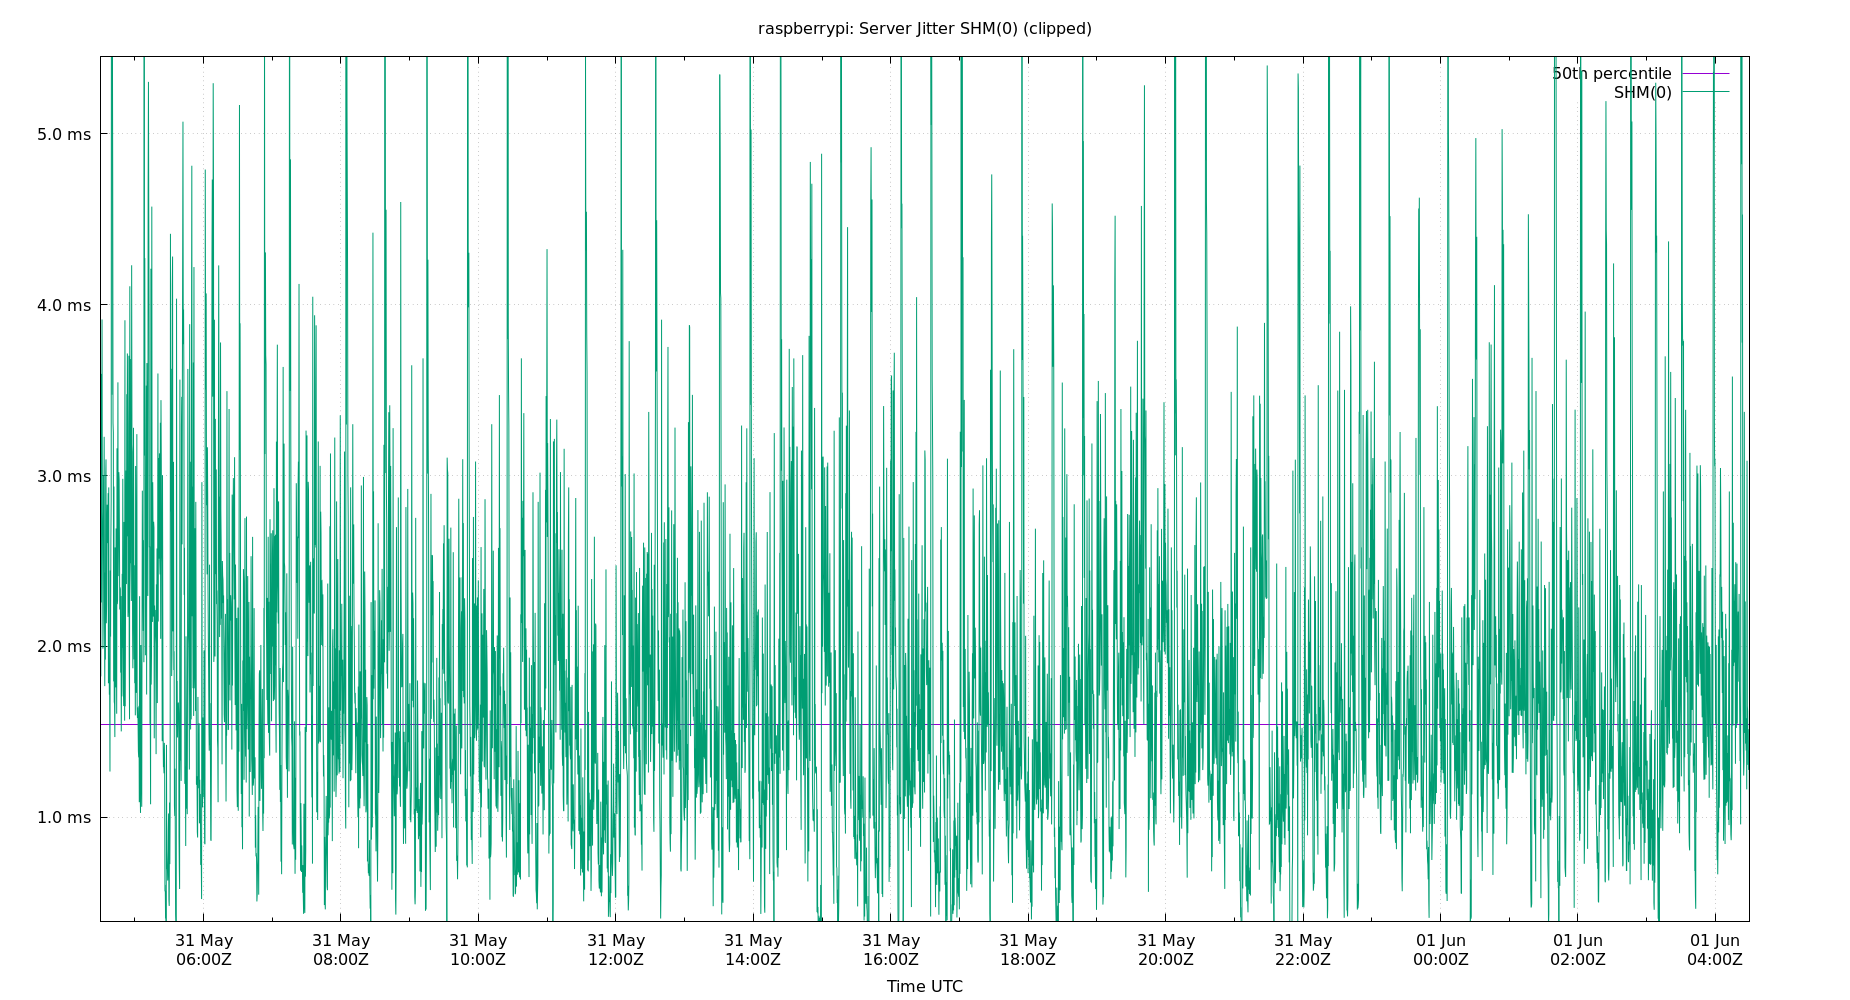 raspberrypi: Server Jitter SHM(0) (clipped)
50th percentile
SHM(0)
5.0 ms
4.0 ms
3.0 ms
2.0 ms
1.0 ms
31 May 31 May 31 May 31 May 31 May 31 May 31 May 31 May 31 May 01 Jun 01 Jun 01 Jun
06:00Z 08:00Z 10:00Z 12:00Z 14:00Z 16:00Z 18:00Z 20:00Z 22:00Z 00:00Z 02:00Z 04:00Z
Time UTC